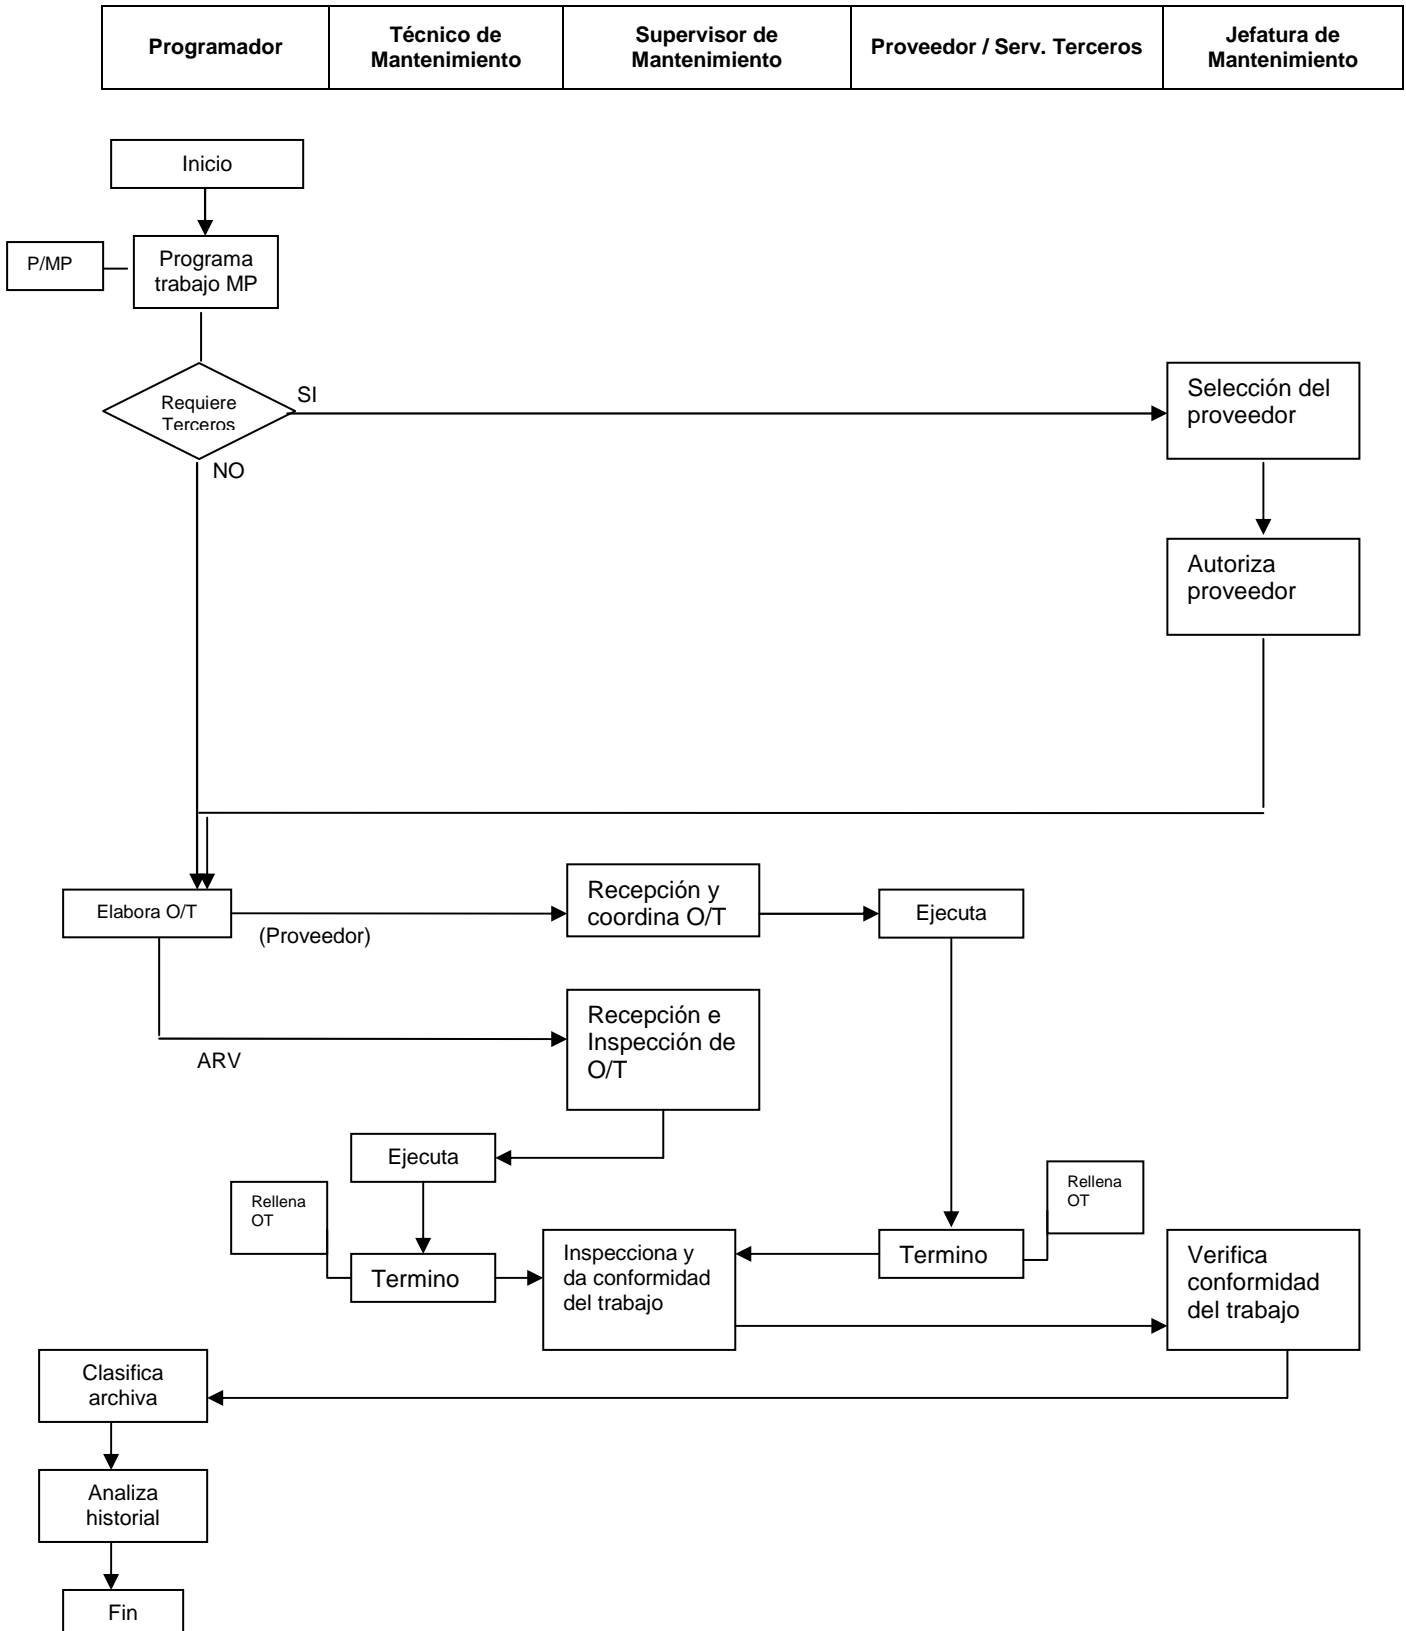 Programador
Técnico de
Mantenimiento
Supervisor de
Mantenimiento
Proveedor / Serv. Terceros
Jefatura de
Mantenimiento
Inicio
P/MP
Programa
trabajo MP
Requiere
Terceros
SI
NO
Selección del
proveedor
Autoriza
proveedor
Elabora O/T
(Proveedor)
Recepción y
coordina O/T
Ejecuta
ARV
Recepción e
Inspección de
O/T
Ejecuta
Rellena
OT
Termino
Inspecciona y
da conformidad
del trabajo
Termino
Rellena
OT
Verifica
conformidad
del trabajo
Clasifica
archiva
Analiza
historial
Fin